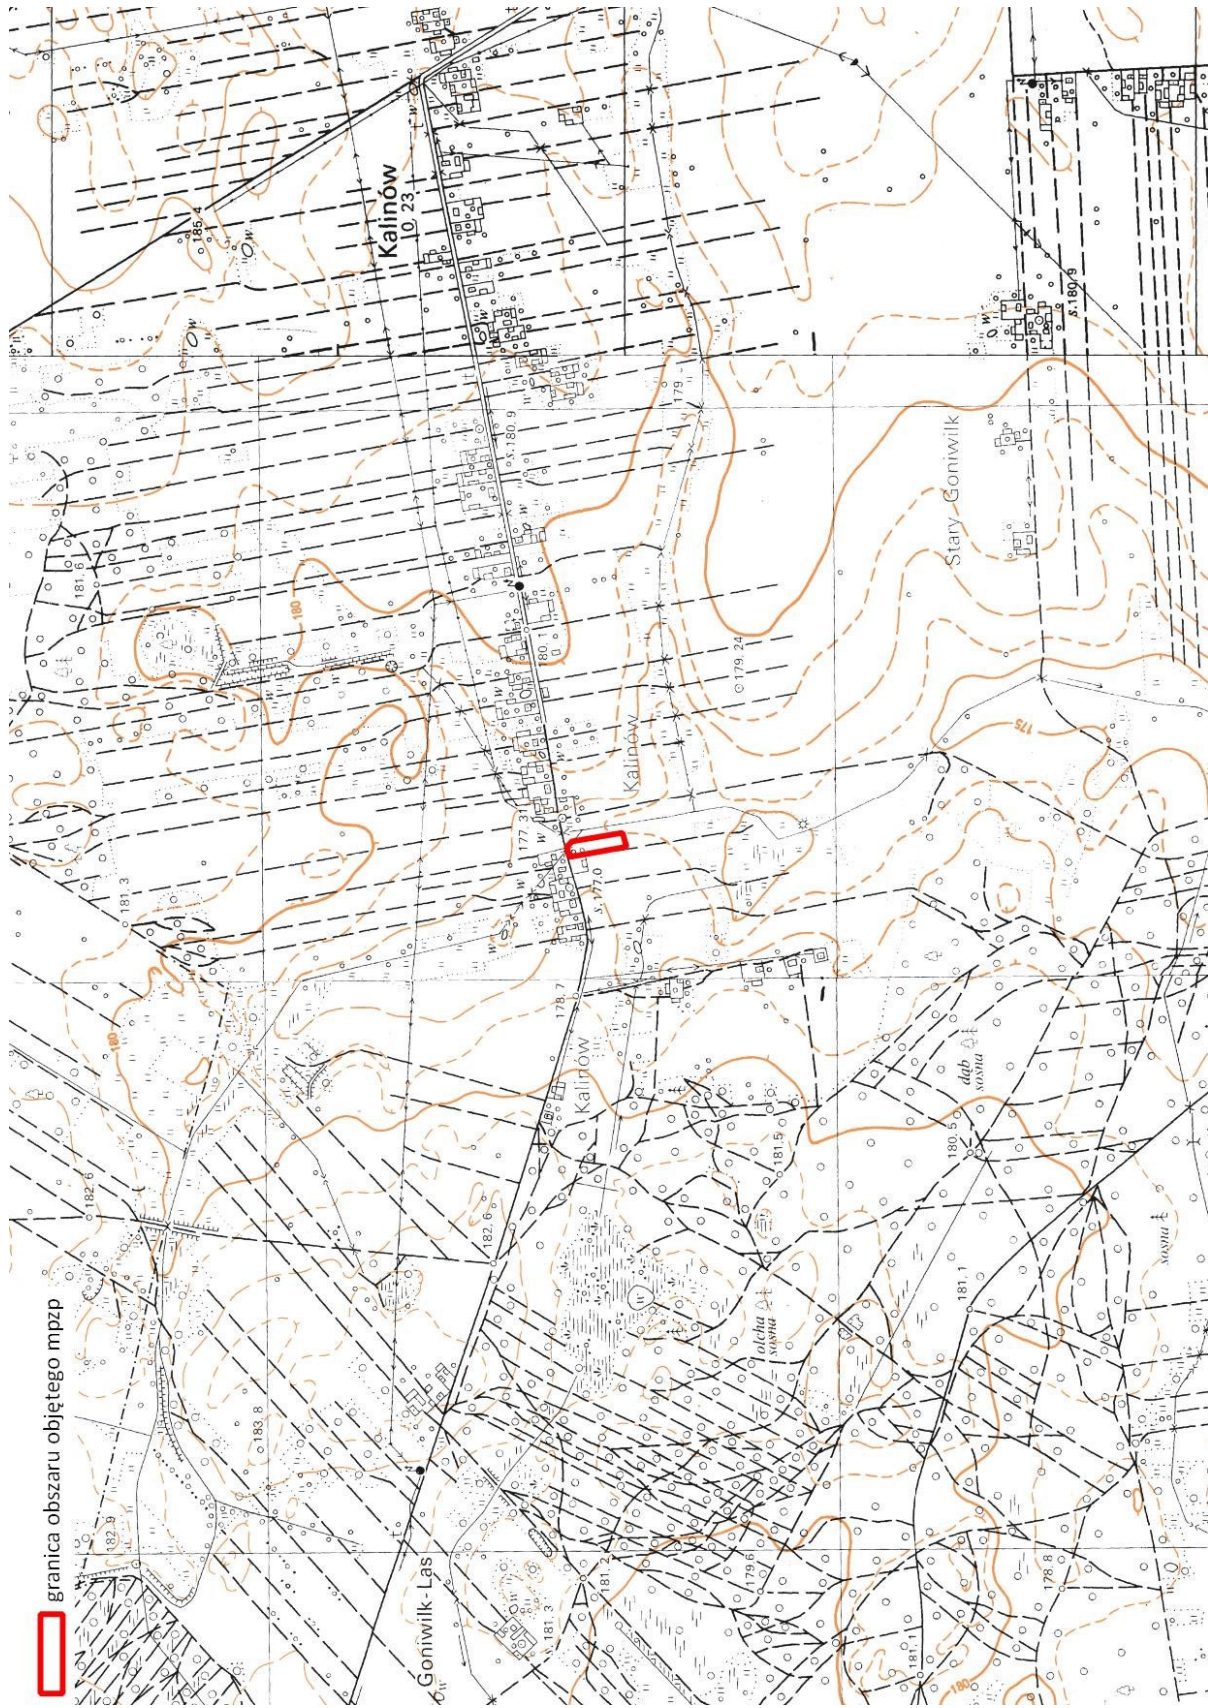 granica obszaru objętego mpzp
Kalinów
0. 23
185.4
W
W
W
W
W
W
S.180.9
s.180.9
181.6
180
180.1
179
179.24
Stary Goniwilk
Kalinów
175
177.31
W
W
W
s.177.0
181.3
180
178.7
Kalinów
dąb
sosna
180.5
181.5
182.6
182.6
olcha
sosna
W
181.1
sosna
183.8
182.9
Goniwilk-Las
N
N
181.2
179.6
181.3
178.8
181.1
180